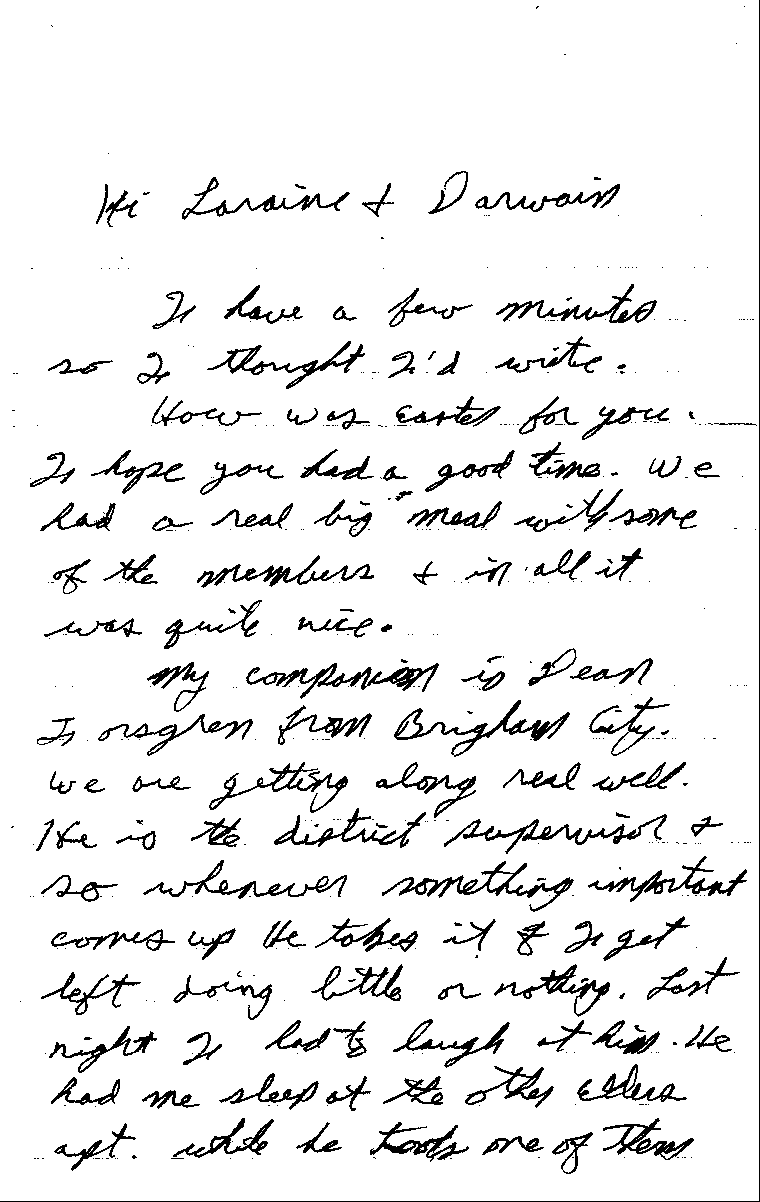 Hi Loraine & Darwain
I have a few minutes
so I thought I'd write.
How was easter for you.
I hope you had a good time. We
had a real big meal with some
of the members & in all it
was quite nice.
My companion is Dean
Forsgren from Brigham City.
We are getting along real well.
He is the district supervisor &
so whenever something important
comes up He takes it & I get
left doing little or nothing. Last
night I had to laugh at him. He
had me sleep at the other Elders
apt. while he took one of them